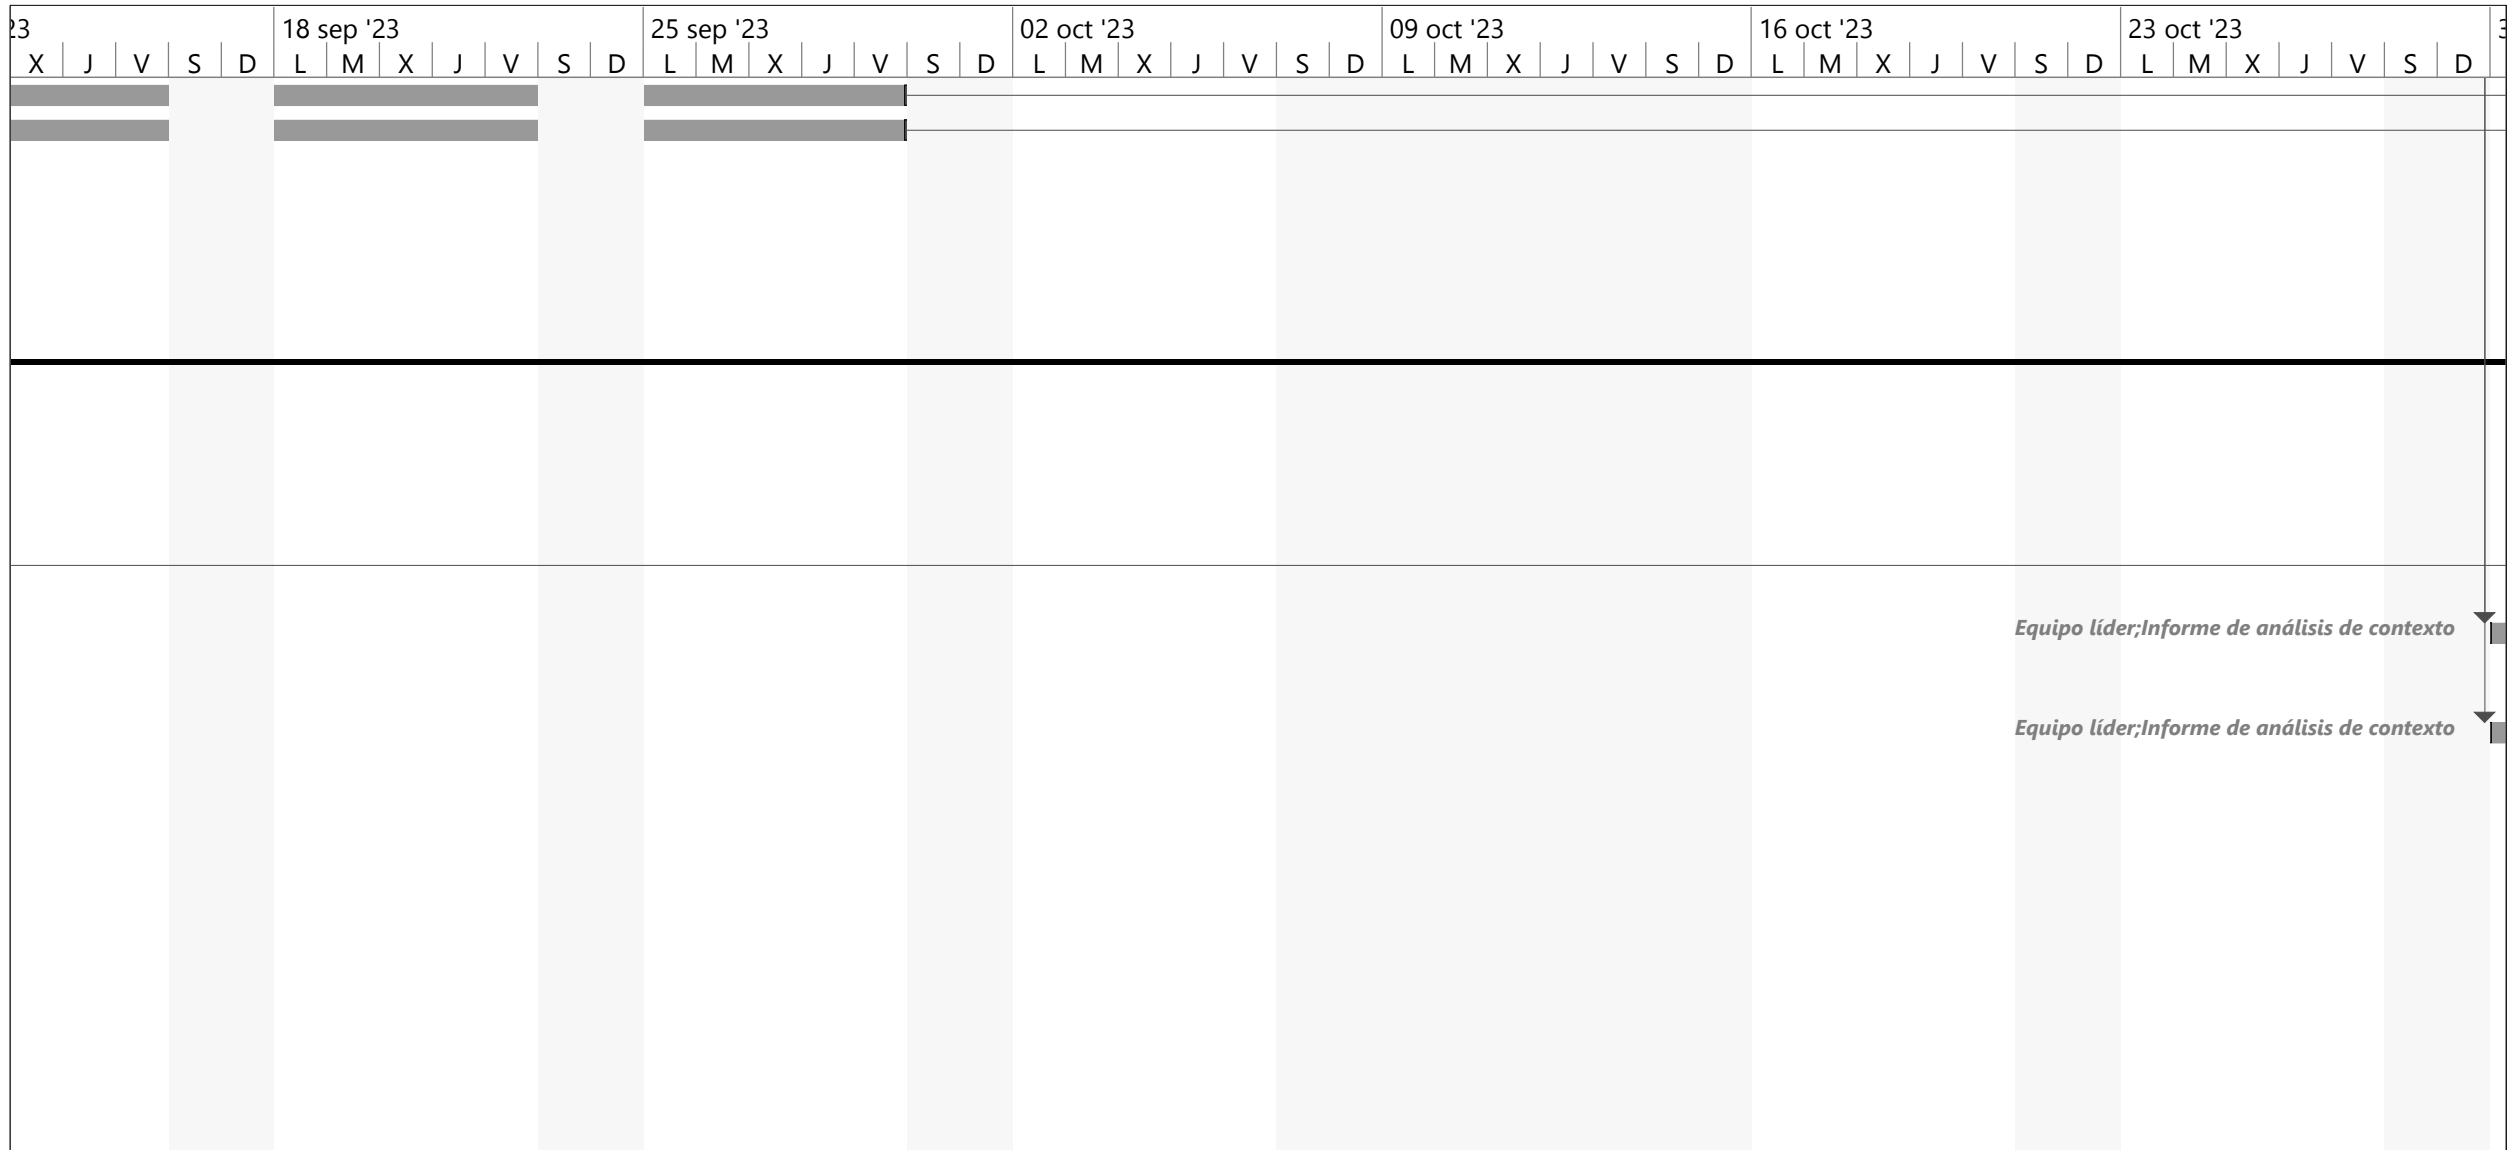 23 18 sep '23 25 sep '23 02 oct '23 09 oct '23 16 oct '23 23 oct '23
X J V S D L M X J V S D L M X J V S D L M X J V S D L M X J V S D L M X J V S D L M X J V S D
Equipo líder;Informe de análisis de contexto
Equipo líder;Informe de análisis de contexto